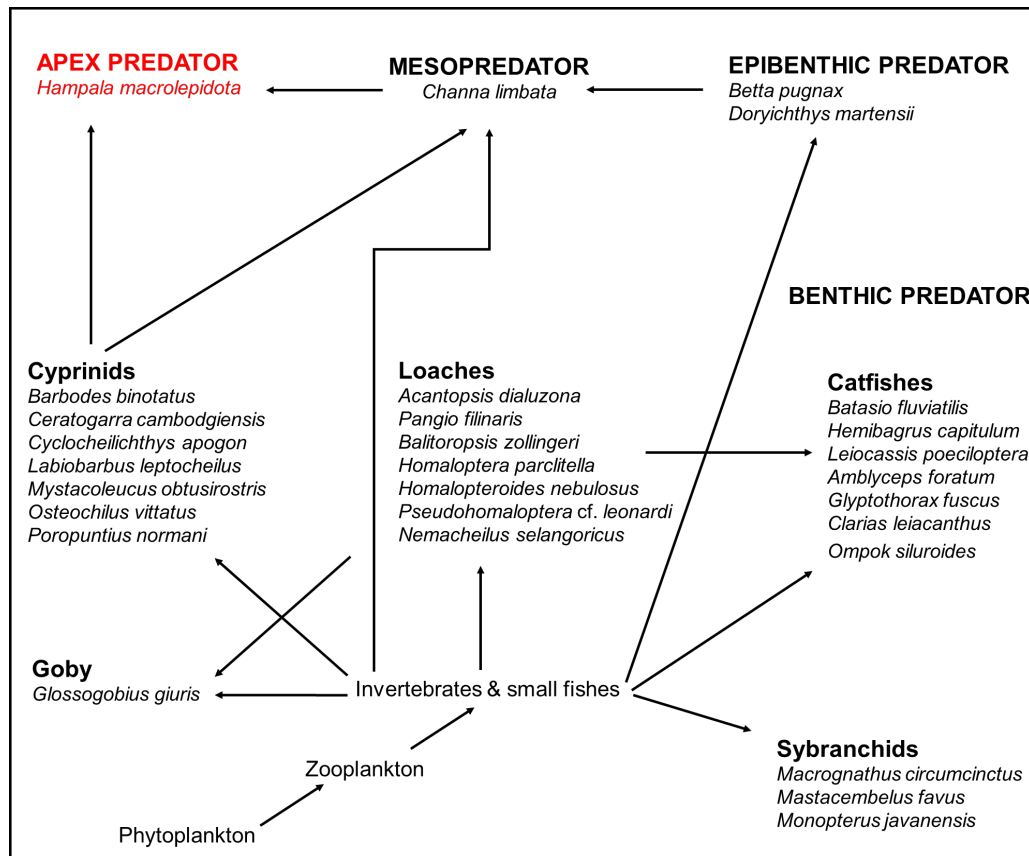 APEX PREDATOR
Hampala macrolepidota
MESOPREDATOR
Channa limbata
EPIBENTHIC PREDATOR
Betta pugnax
Doryichthys martensii
BENTHIC PREDATOR
Cyprinids
Barbodes binotatus
Ceratogarra cambodgiensis
Cyclocheilichthys apogon
Labiobarbus leptocheilus
Mystacoleucus obtusirostris
Osteochilus vittatus
Poropuntius normani
Loaches
Acantopsis dialuzona
Pangio filinaris
Balitoropsis zollingeri
Homaloptera parclitella
Homalopteroides nebulosus
Pseudohomaloptera cf. leonardi
Nemacheilus selangoricus
Catfishes
Batasio fluviatilis
Hemibagrus capitulum
Leiocassis poeciloptera
Amblyceps foratum
Glyptothorax fuscus
Clarias leiacanthus
Ompok siluroides
Goby
Glossogobius giuris
Invertebrates & small fishes
Zooplankton
Phytoplankton
Sybranchids
Macrognathus circumcinctus
Mastacembelus favus
Monopterus javanensis